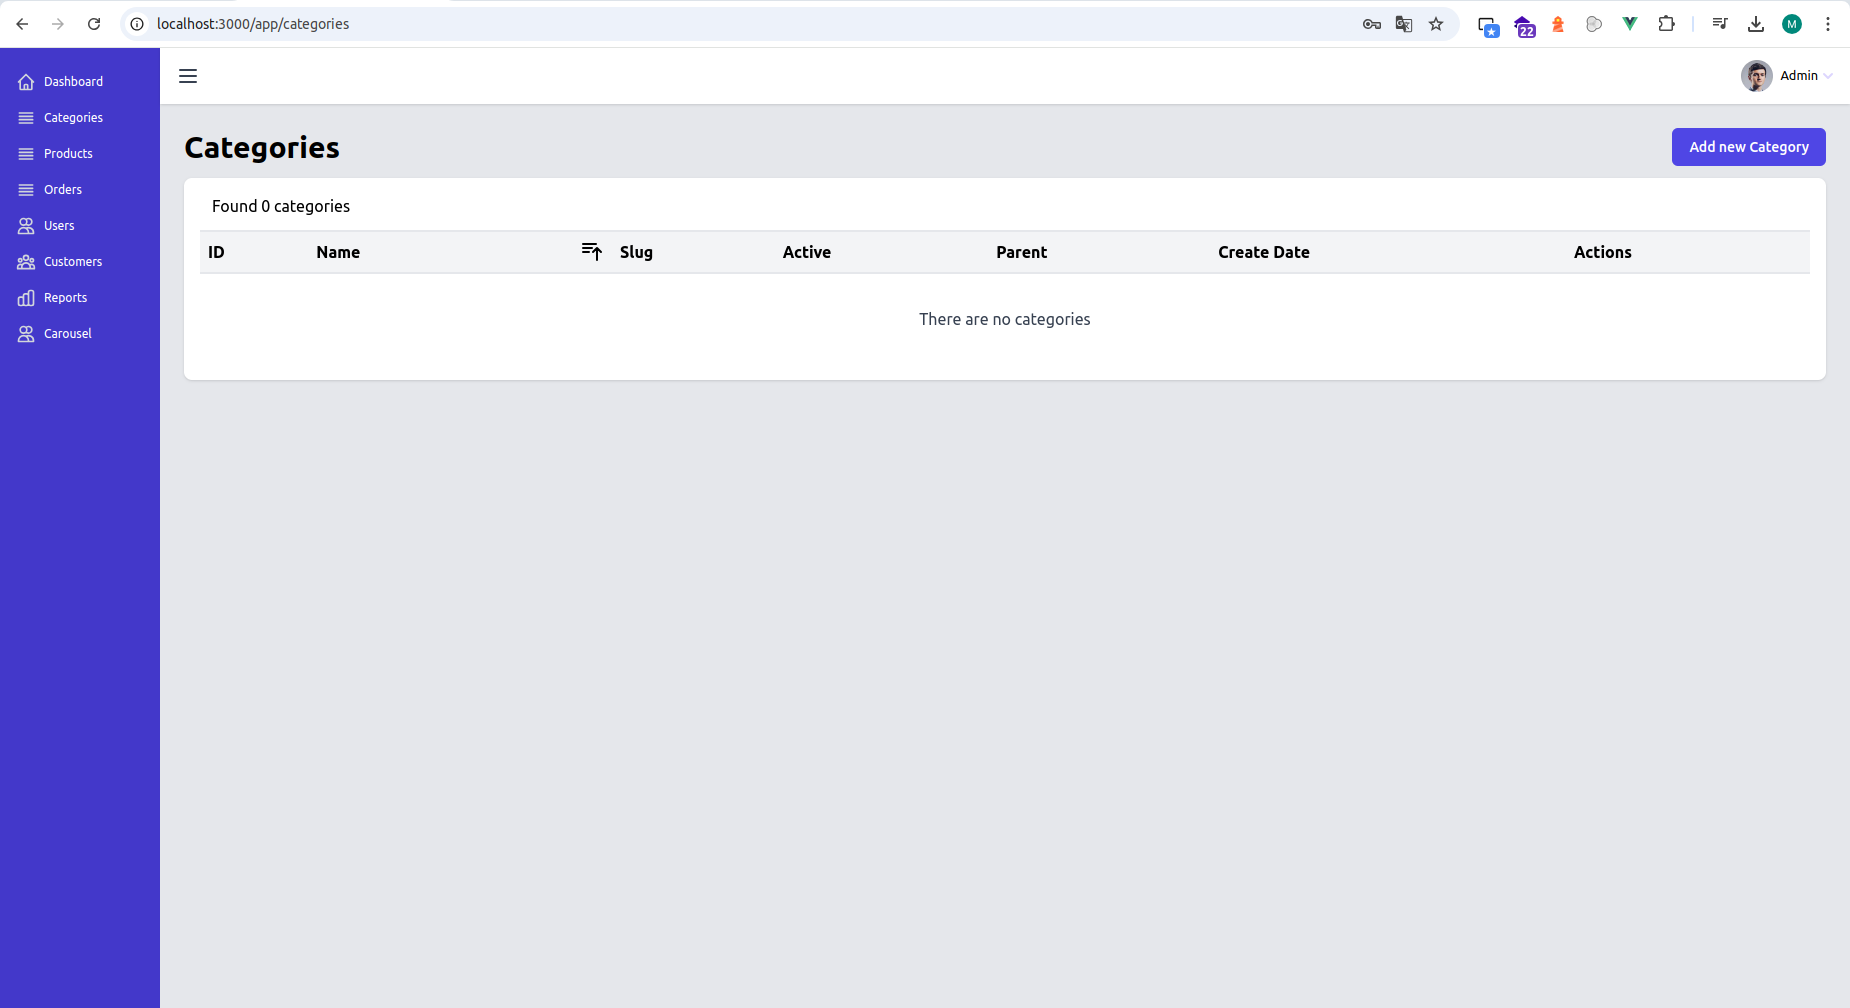 localhost:3000/app/categories
22
M
Dashboard
Categories
Products
Orders
Users
Customers
Reports
Carousel
Admin
Categories
Add new Category
Found 0 categories
ID Name Slug Active Parent Create Date Actions
There are no categories